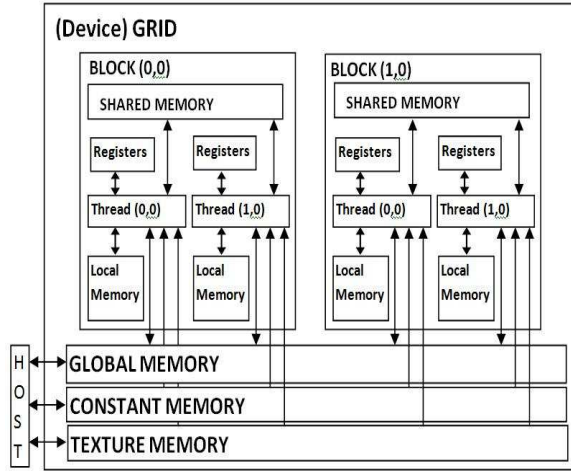 (Device) GRID
BLOCK (0,0)
SHARED MEMORY
Registers
Registers
Thread (0,0)
Thread (1,0)
Local
Memory
Local
Memory
BLOCK (1,0)
SHARED MEMORY
Registers
Registers
Thread (0,0)
Thread (1,0)
Local
Memory
Local
Memory
HOST
GLOBAL MEMORY
CONSTANT MEMORY
TEXTURE MEMORY